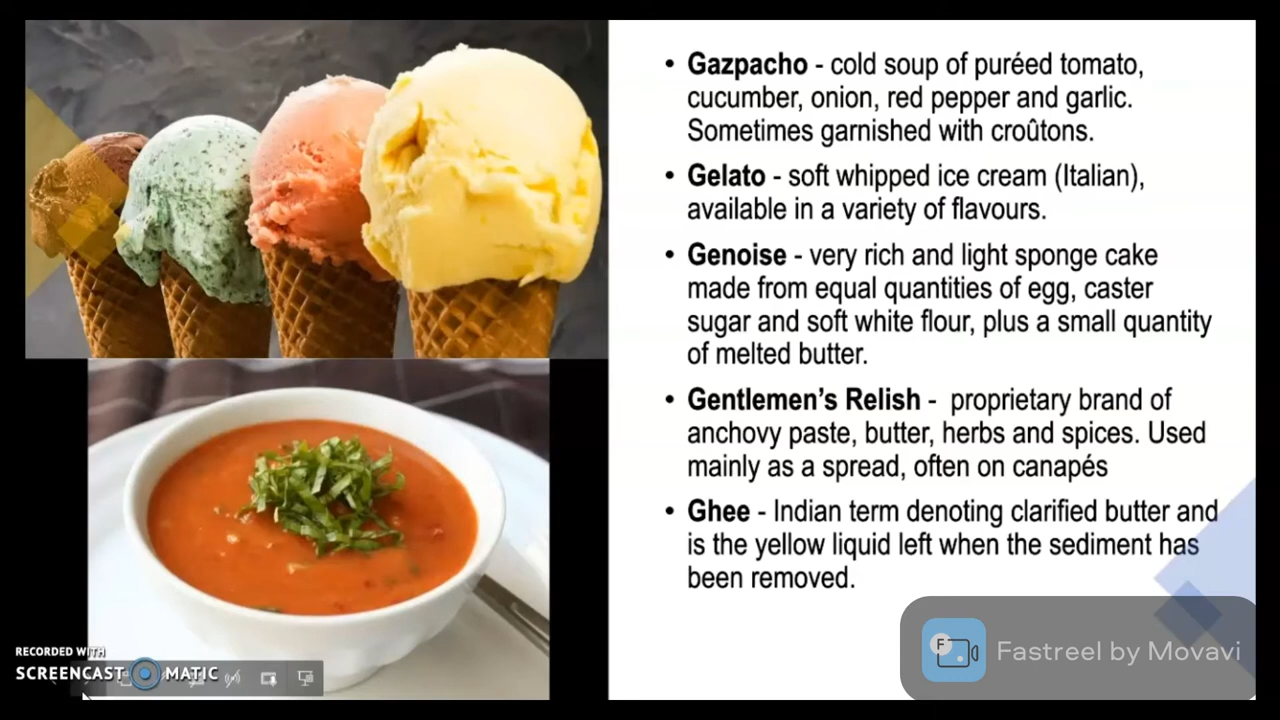 • Gazpacho - cold soup of puréed tomato,
cucumber, onion, red pepper and garlic.
Sometimes garnished with croûtons.
• Gelato - soft whipped ice cream (Italian),
available in a variety of flavours.
• Genoise - very rich and light sponge cake
made from equal quantities of egg, caster
sugar and soft white flour, plus a small quantity
of melted butter.
• Gentlemen’s Relish -  proprietary brand of
anchovy paste, butter, herbs and spices. Used
mainly as a spread, often on canapés
• Ghee - Indian term denoting clarified butter and
is the yellow liquid left when the sediment has
been removed.
RECORDED WITH
SCREENCAST MATIC
F
Fastreel by Movavi